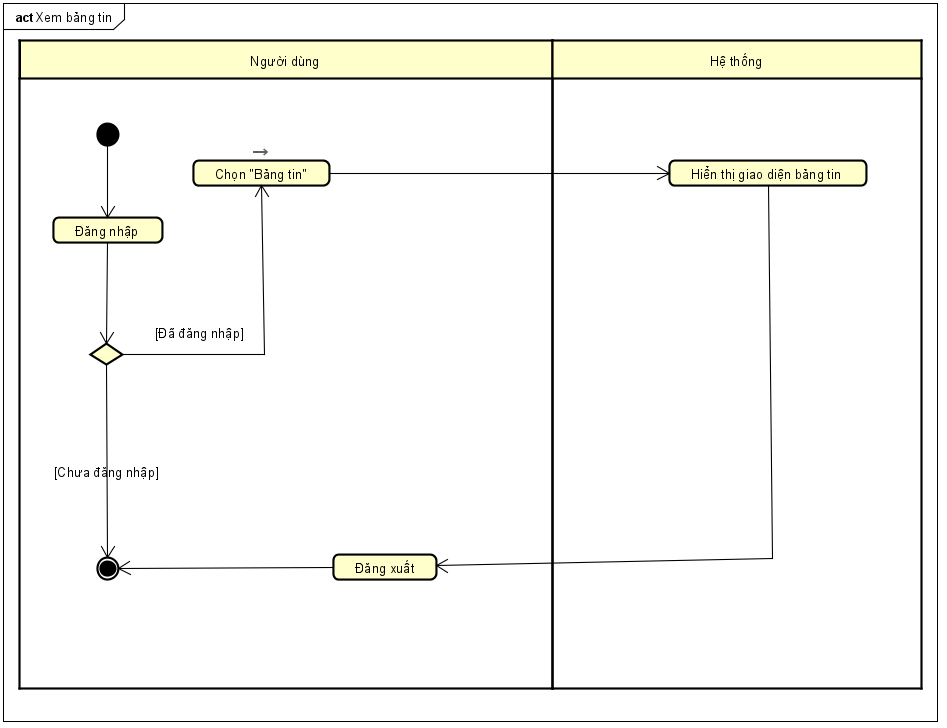 act Xem bảng tin
Người dùng
Hệ thống
Chọn "Bảng tin"
Hiển thị giao diện bảng tin
Đăng nhập
[Đã đăng nhập]
[Chưa đăng nhập]
Đăng xuất